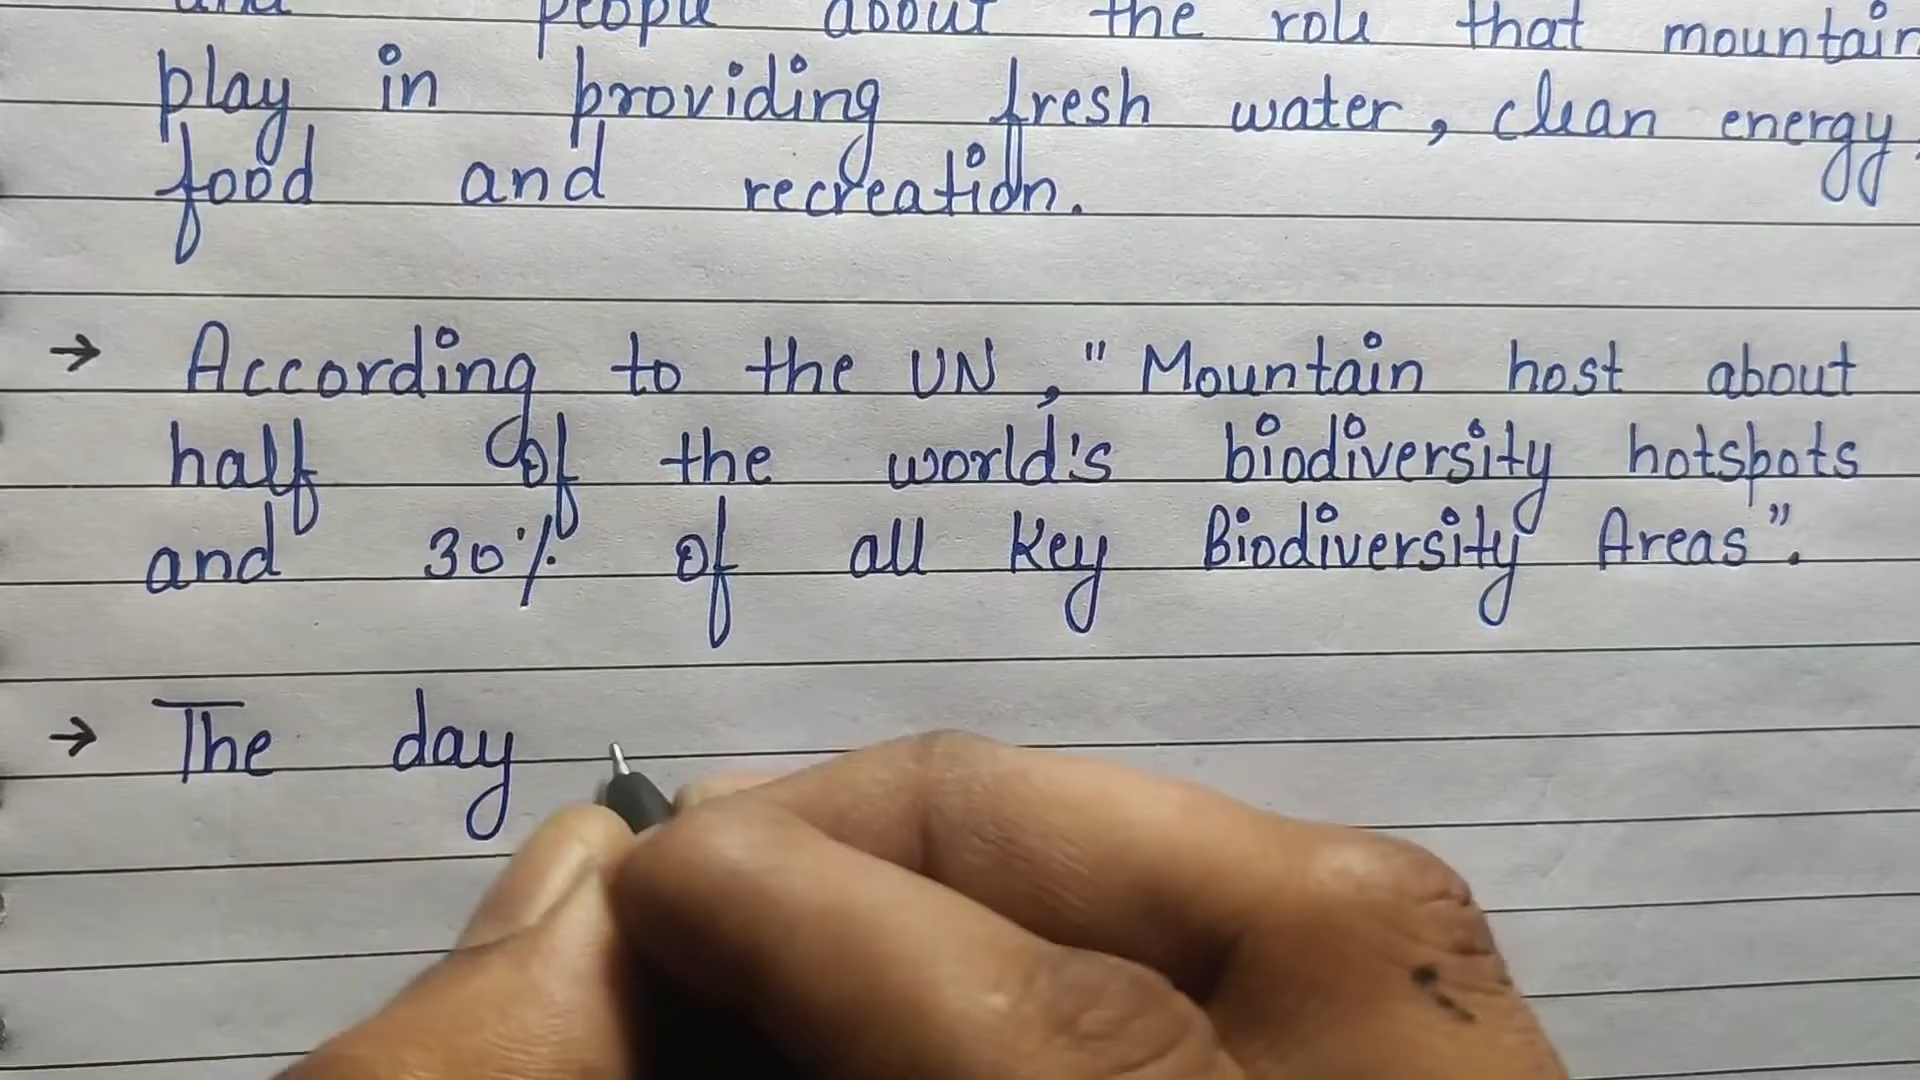 and people about the role that mountain
play in providing fresh water, clean energy,
food and recreation.
→ According to the UN, "Mountain host about
half of the world's biodiversity hotspots
and 30% of all Key Biodiversity Areas".
→ The day